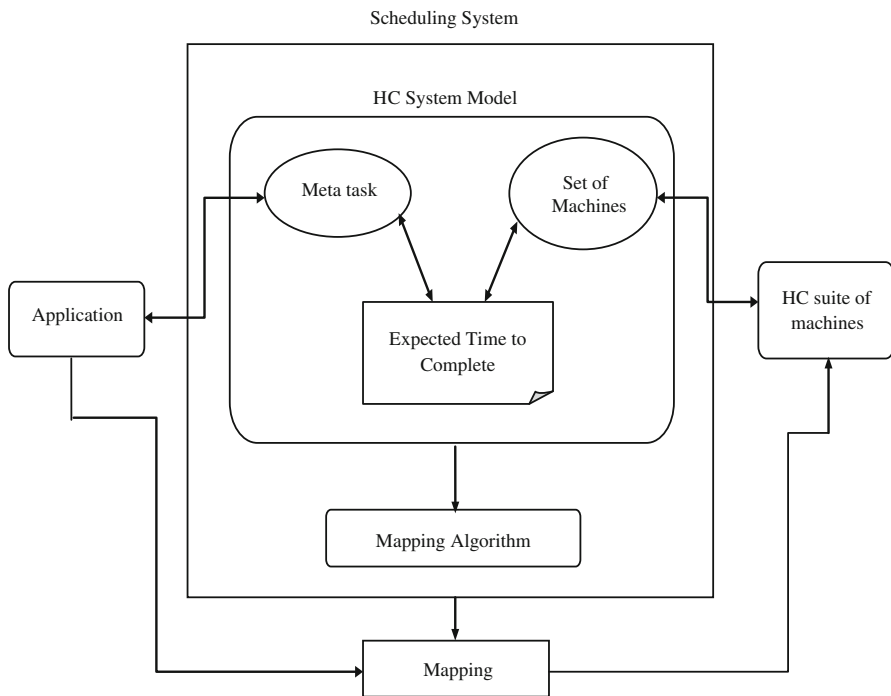 Scheduling System
HC System Model
Meta task
Set of
Machines
Application
HC suite of
machines
Expected Time to
Complete
Mapping Algorithm
Mapping